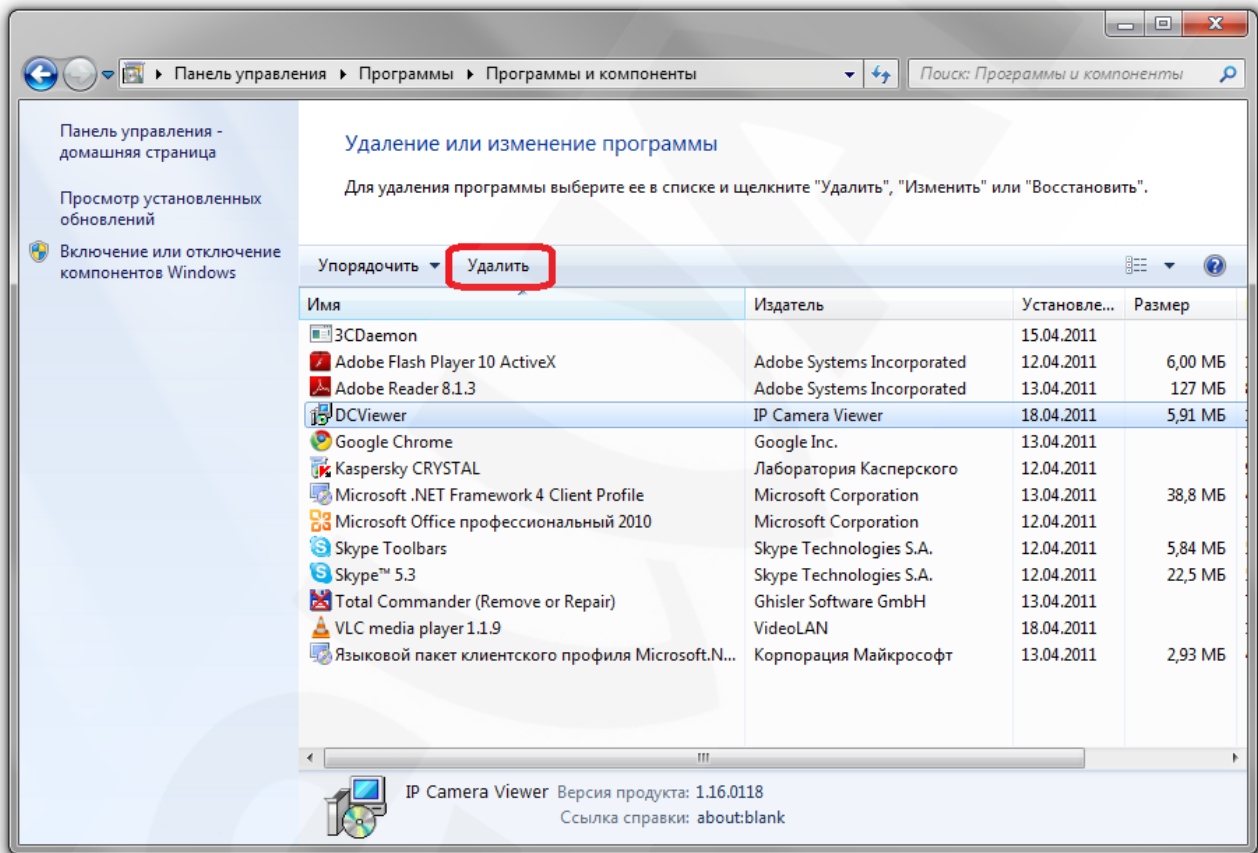 Панель управления ▸ Программы ▸ Программы и компоненты
Поиск: Программы и компоненты
Панель управления -
домашняя страница
Просмотр установленных
обновлений
Включение или отключение
компонентов Windows
Удаление или изменение программы
Для удаления программы выберите ее в списке и щелкните "Удалить", "Изменить" или "Восстановить".
Упорядочить Удалить
Имя Издатель Установле... Размер
3CDaemon 15.04.2011
Adobe Flash Player 10 ActiveX Adobe Systems Incorporated 12.04.2011 6,00 МБ
Adobe Reader 8.1.3 Adobe Systems Incorporated 13.04.2011 127 МБ
DCViewer IP Camera Viewer 18.04.2011 5,91 МБ
Google Chrome Google Inc. 13.04.2011
Kaspersky CRYSTAL Лаборатория Касперского 12.04.2011
Microsoft .NET Framework 4 Client Profile Microsoft Corporation 13.04.2011 38,8 МБ
Microsoft Office профессиональный 2010 Microsoft Corporation 12.04.2011
Skype Toolbars Skype Technologies S.A. 12.04.2011 5,84 МБ
Skype™ 5.3 Skype Technologies S.A. 12.04.2011 22,5 МБ
Total Commander (Remove or Repair) Ghisler Software GmbH 13.04.2011
VLC media player 1.1.9 VideoLAN 18.04.2011
Языковой пакет клиентского профиля Microsoft.N... Корпорация Майкрософт 13.04.2011 2,93 МБ
IP Camera Viewer Версия продукта: 1.16.0118
Ссылка справки: about:blank